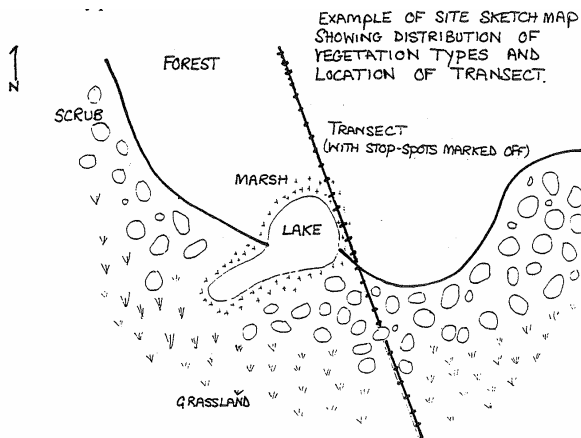 EXAMPLE OF SITE SKETCH MAP
SHOWING DISTRIBUTION OF
VEGETATION TYPES AND
LOCATION OF TRANSECT.
N
FOREST
SCRUB
TRANSECT
(WITH STOP-SPOTS MARKED OFF)
MARSH
LAKE
GRASSLAND